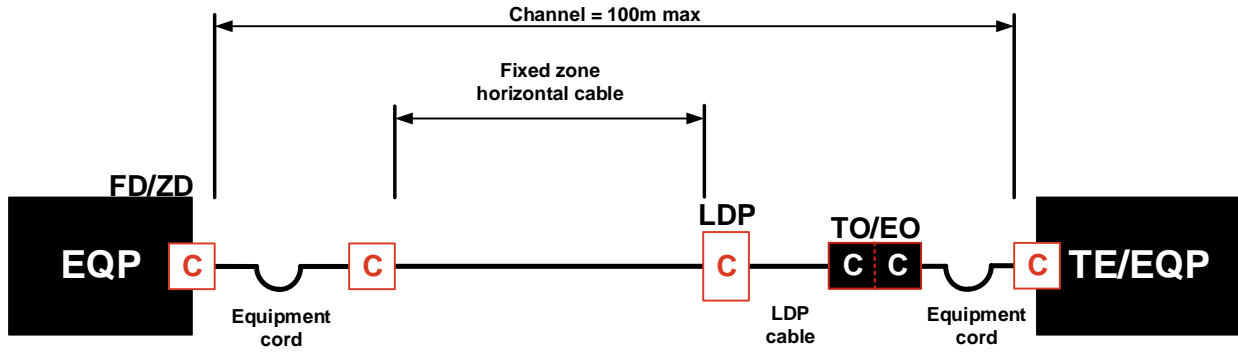 Channel = 100m max
Fixed zone
horizontal cable
FD/ZD
LDP
TO/EO
EQP
C
C
C
C C
C
TE/EQP
Equipment
cord
LDP
cable
Equipment
cord